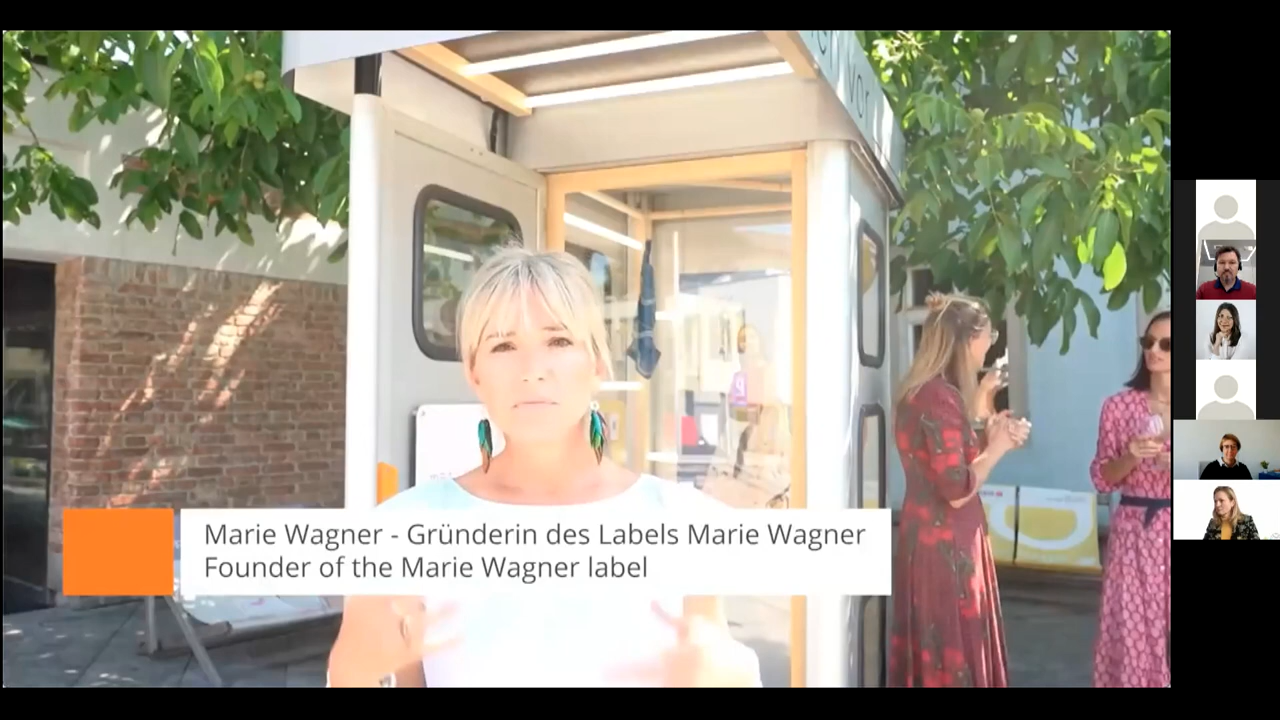 Marie Wagner - Gründerin des Labels Marie Wagner
Founder of the Marie Wagner label